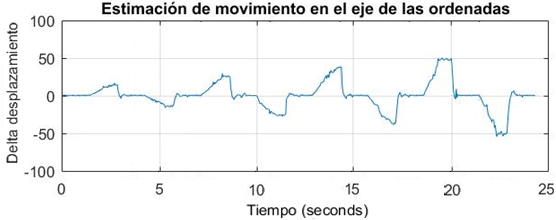 Estimación de movimiento en el eje de las ordenadas
Delta desplazamiento
100
50
0
-50
-100
0 5 10 15 20 25
Tiempo (seconds)